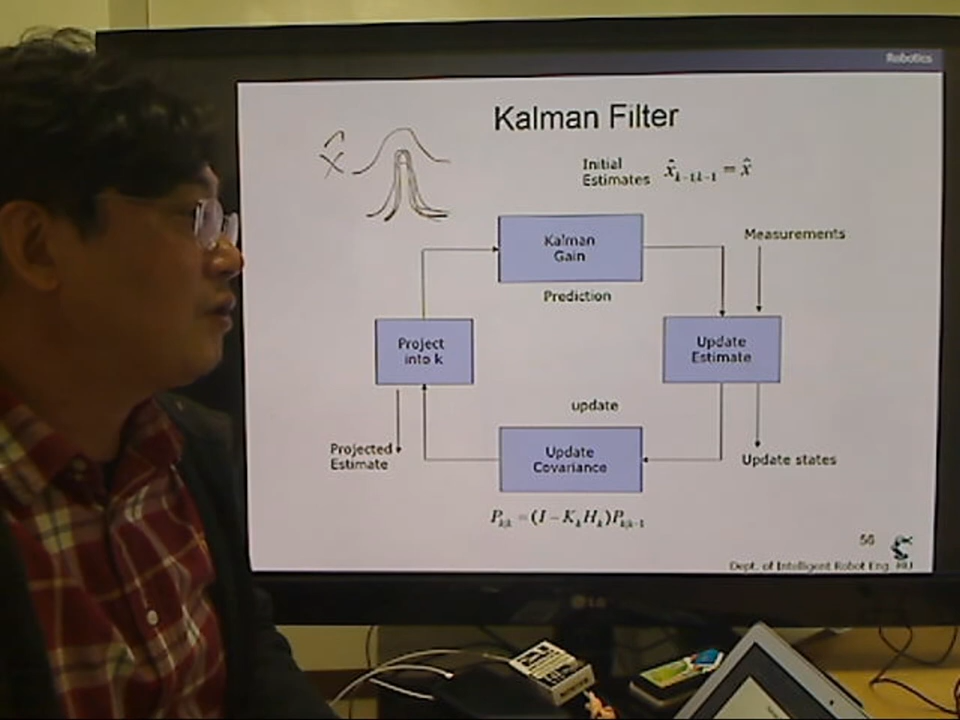 Robotics
Kalman Filter
x̂
Initial
Estimates x̂ₖ₋₁,ₖ₋₁ = x̂
Kalman
Gain
Measurements
Prediction
Project
into k
Update
Estimate
update
Projected
Estimate
Update
Covariance
Update states
Pₖ|ₖ = (I − KₖHₖ)Pₖ|ₖ₋₁
56
Dept. of Intelligent Robot Eng. HU
LG